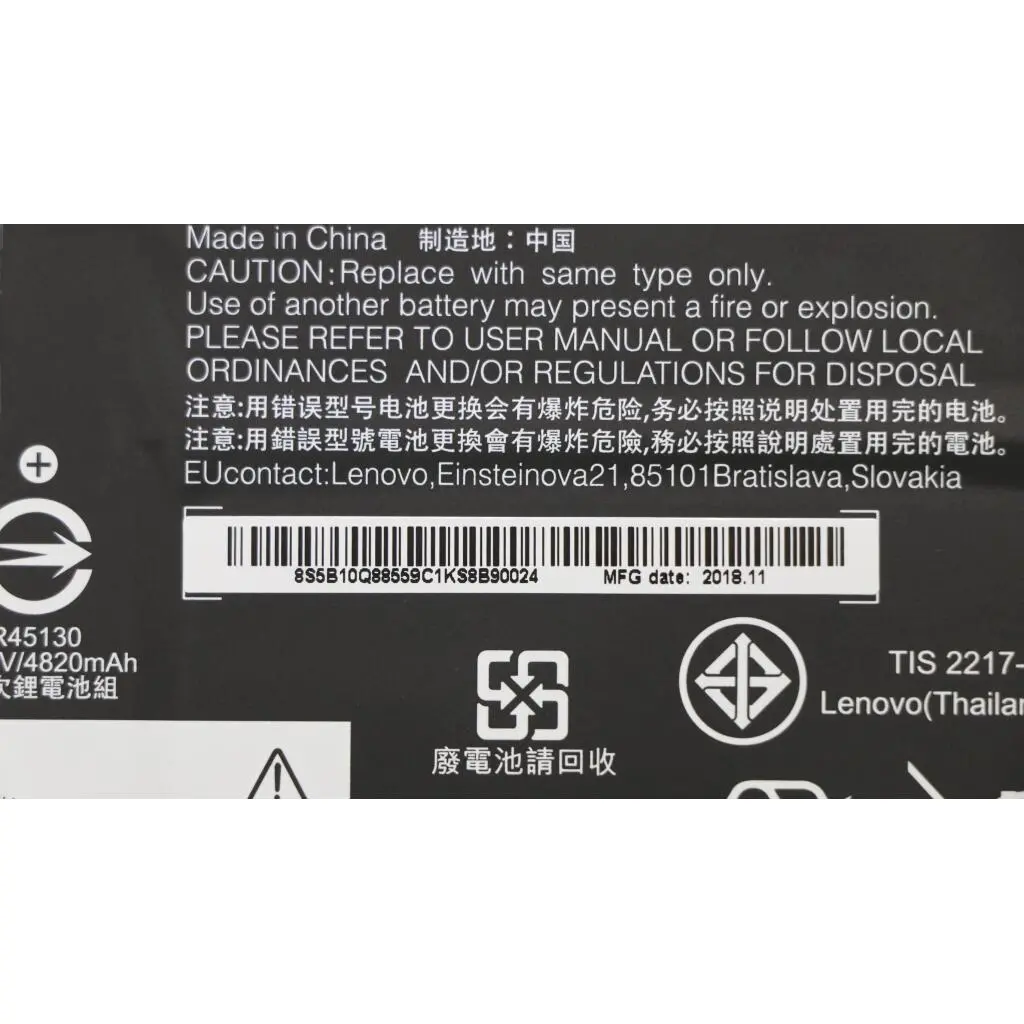 Made in China 制造地：中国
CAUTION:Replace with same type only.
Use of another battery may present a fire or explosion.
PLEASE REFER TO USER MANUAL OR FOLLOW LOCAL
ORDINANCES AND/OR REGULATIONS FOR DISPOSAL
注意:用错误型号电池更换会有爆炸危险,务必按照说明处置用完的电池。
注意:用錯誤型號電池更換會有爆炸危險,務必按照說明處置用完的電池。
EUcontact:Lenovo,Einsteinova21,85101Bratislava,Slovakia
8S5B10Q88559C1KS8B90024 MFG date: 2018.11
R45130
V/4820mAh
次鋰電池組
廢電池請回收
TIS 2217-
Lenovo(Thailan